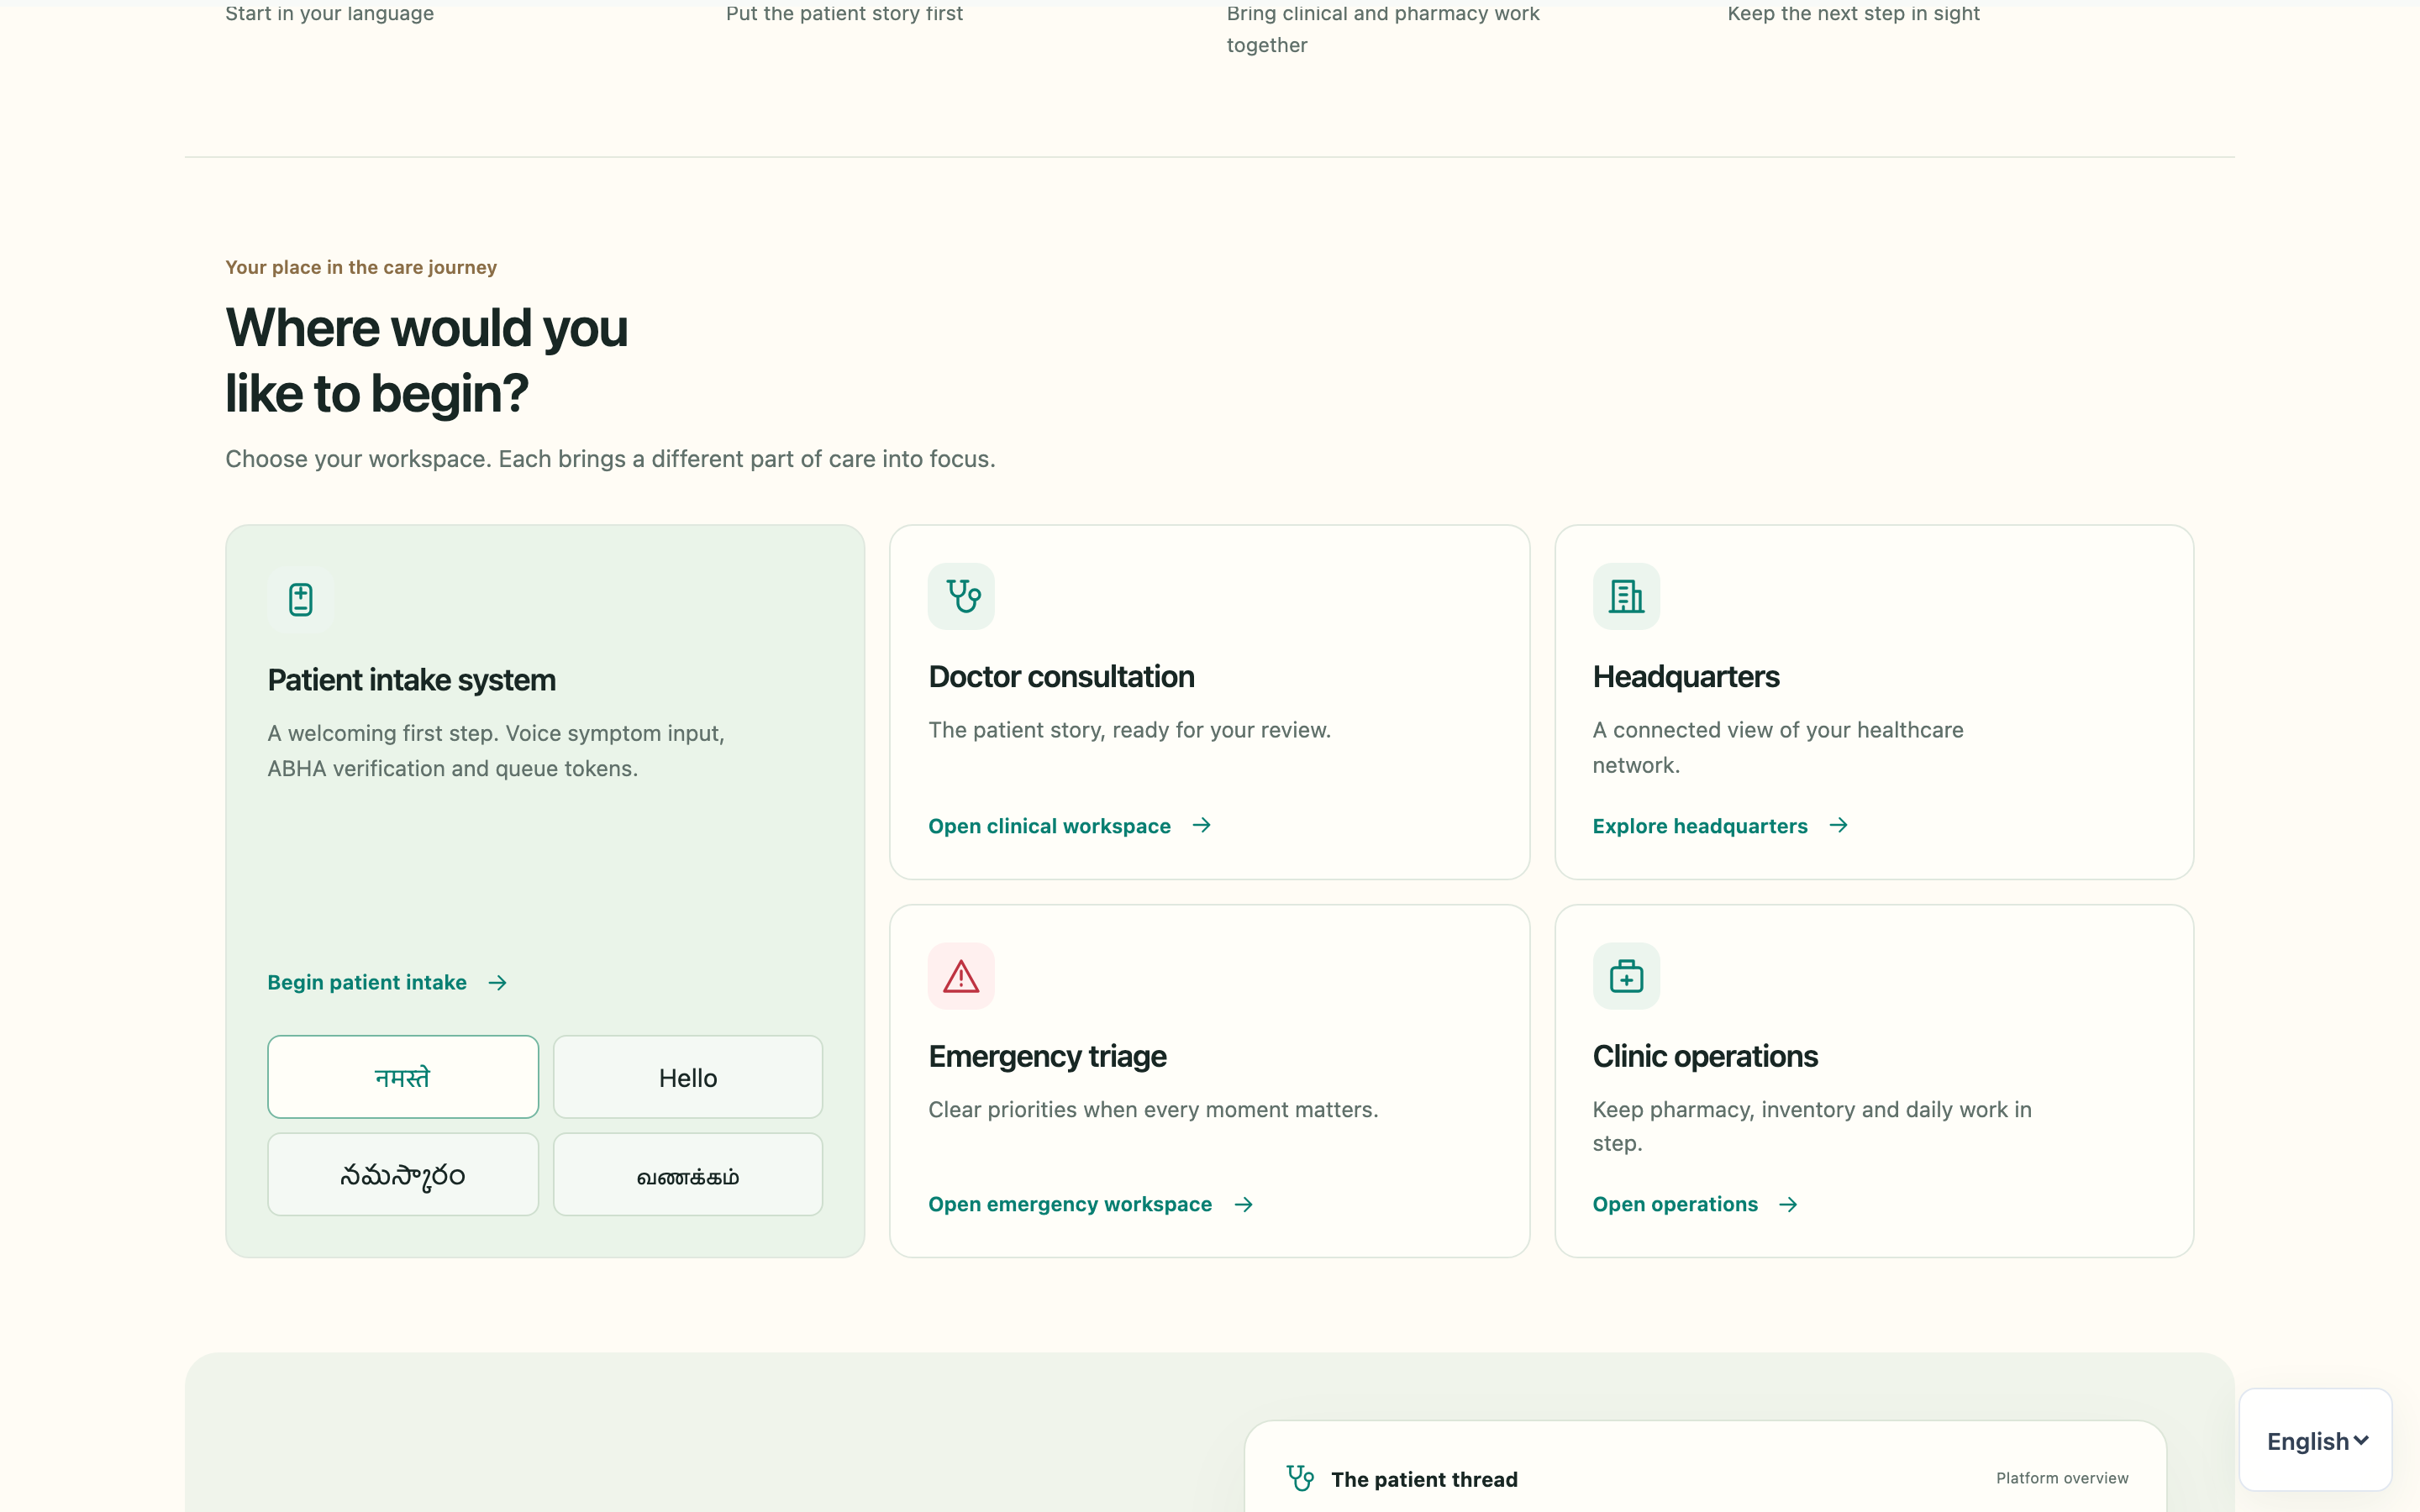 Start in your language
Put the patient story first
Bring clinical and pharmacy work
together
Keep the next step in sight
Your place in the care journey
Where would you
like to begin?
Choose your workspace. Each brings a different part of care into focus.
Patient intake system
A welcoming first step. Voice symptom input,
ABHA verification and queue tokens.
Begin patient intake
नमस्ते
Hello
నమస్కారం
வணக்கம்
Doctor consultation
The patient story, ready for your review.
Open clinical workspace
Headquarters
A connected view of your healthcare
network.
Explore headquarters
Emergency triage
Clear priorities when every moment matters.
Open emergency workspace
Clinic operations
Keep pharmacy, inventory and daily work in
step.
Open operations
The patient thread
Platform overview
English